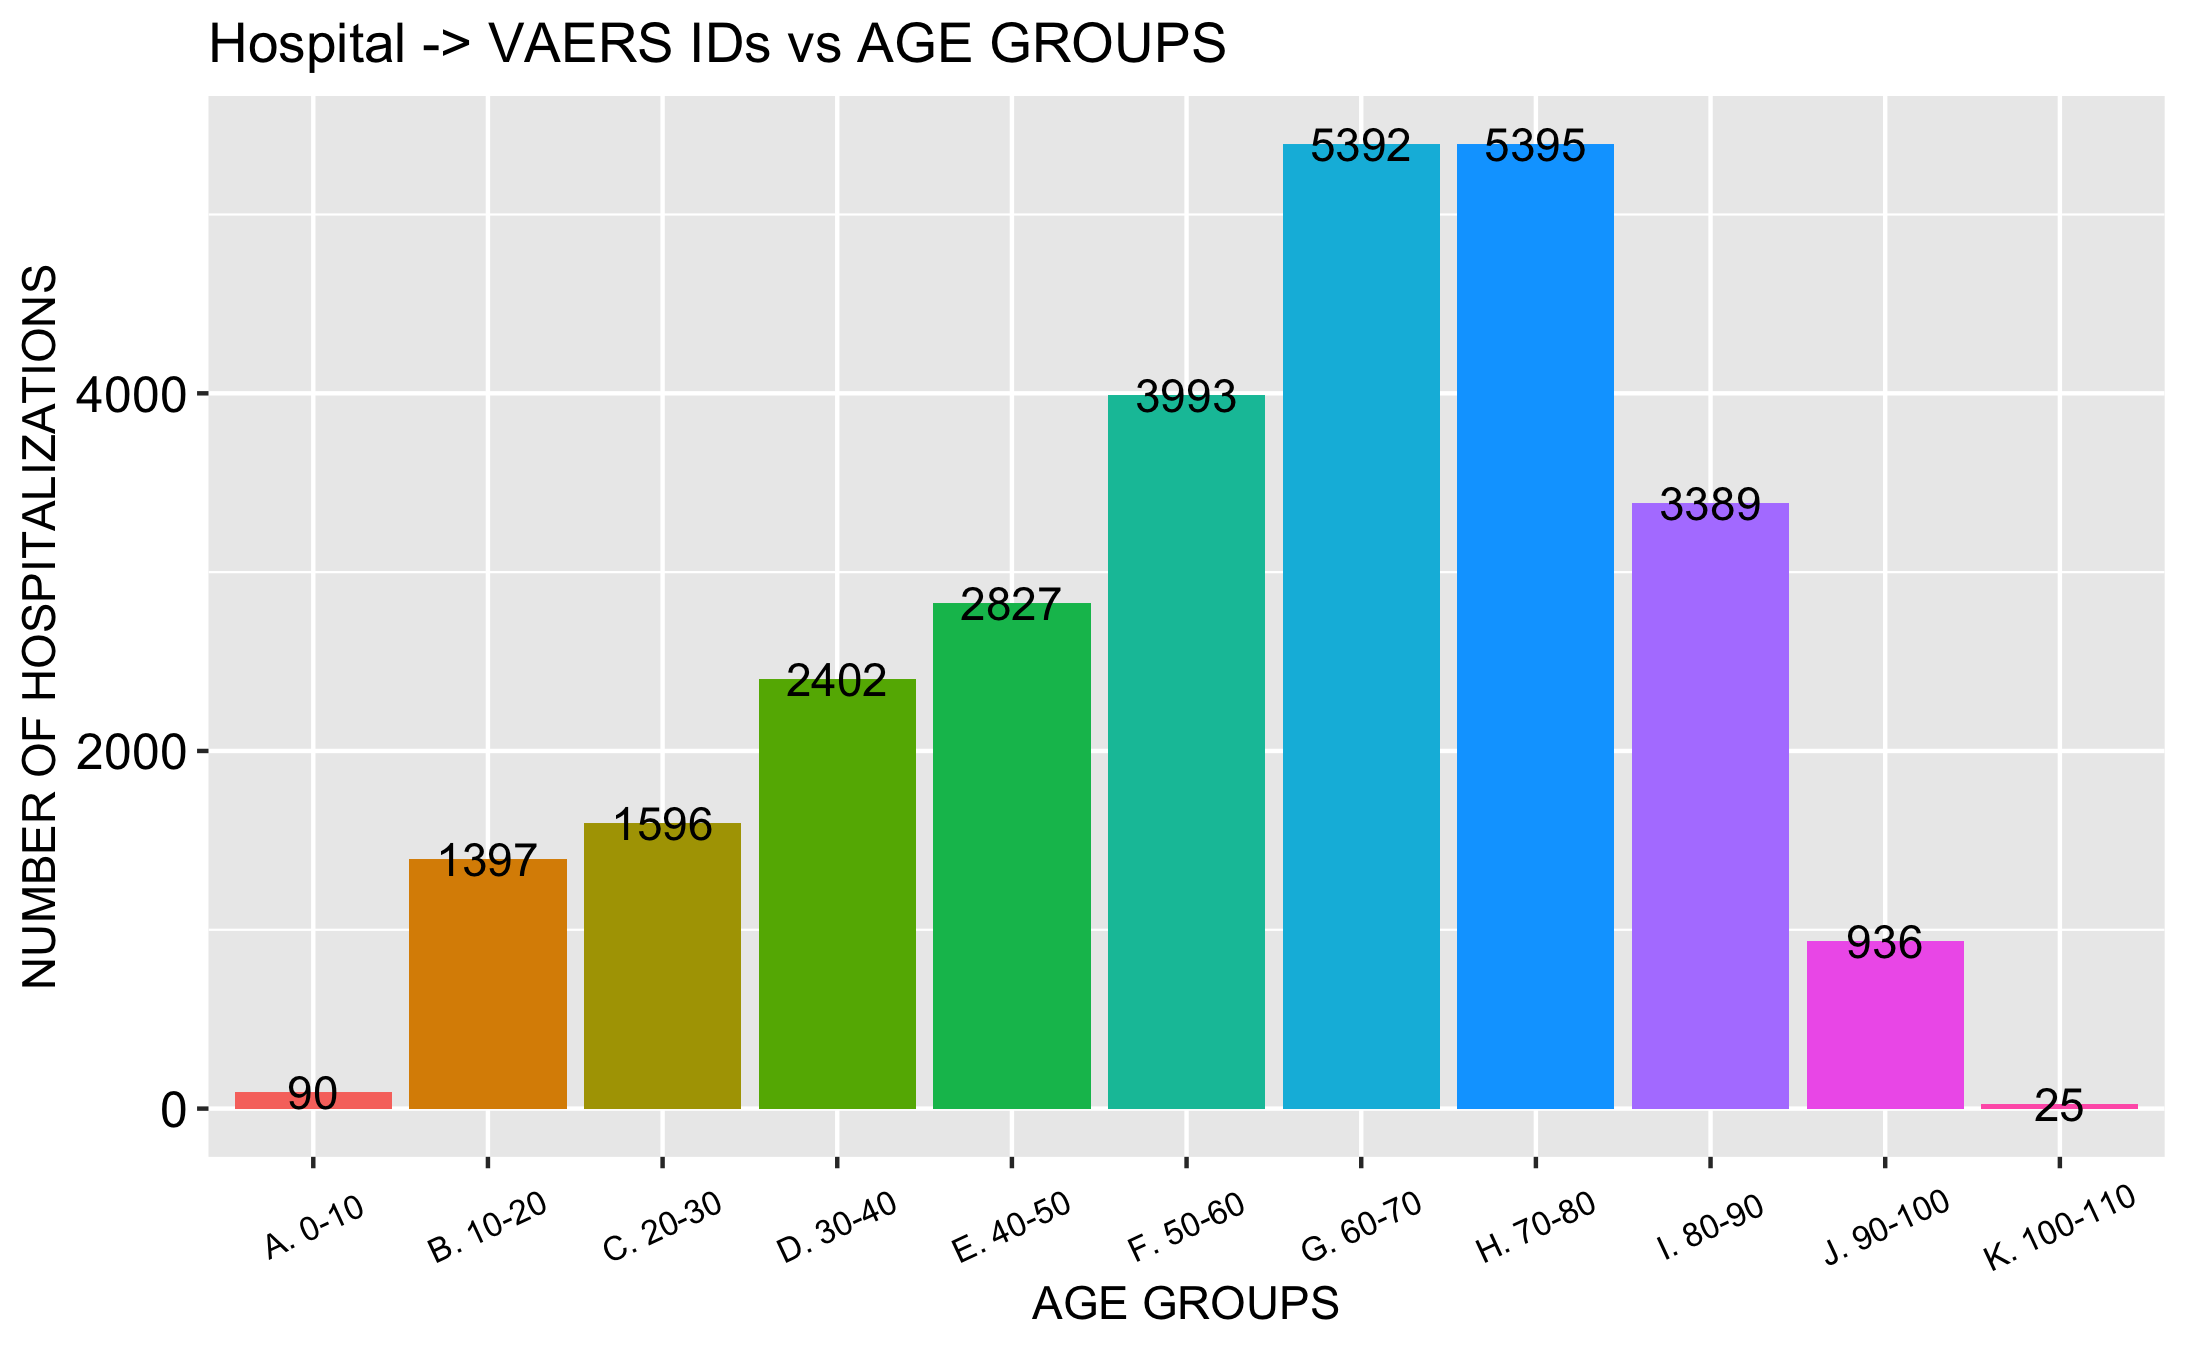 Hospital -> VAERS IDs vs AGE GROUPS
NUMBER OF HOSPITALIZATIONS
4000
2000
0
90
1397
1596
2402
2827
3993
5392
5395
3389
936
25
A. 0-10
B. 10-20
C. 20-30
D. 30-40
E. 40-50
F. 50-60
G. 60-70
H. 70-80
I. 80-90
J. 90-100
K. 100-110
AGE GROUPS